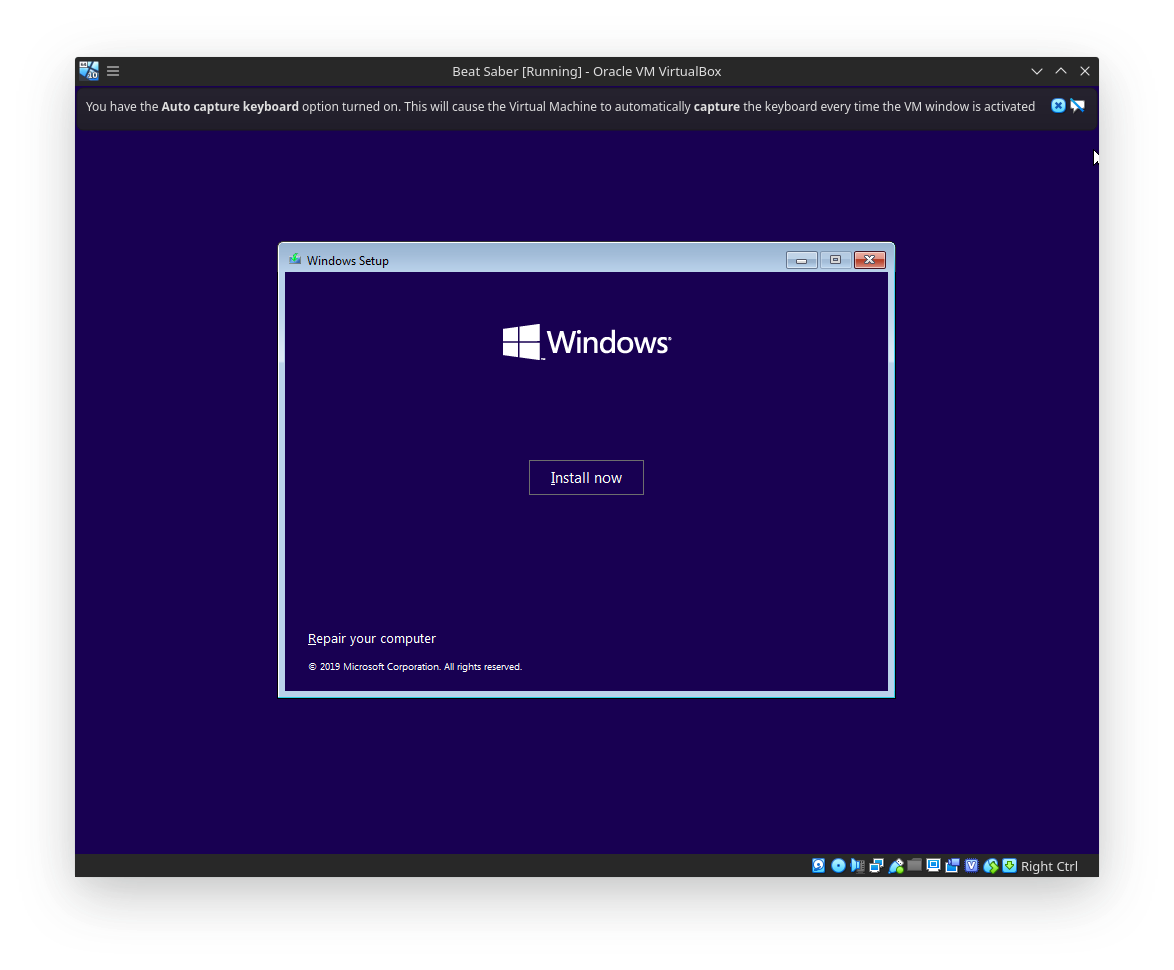 Beat Saber [Running] - Oracle VM VirtualBox
You have the Auto capture keyboard option turned on. This will cause the Virtual Machine to automatically capture the keyboard every time the VM window is activated
Windows Setup
Windows
Install now
Repair your computer
© 2019 Microsoft Corporation. All rights reserved.
Right Ctrl